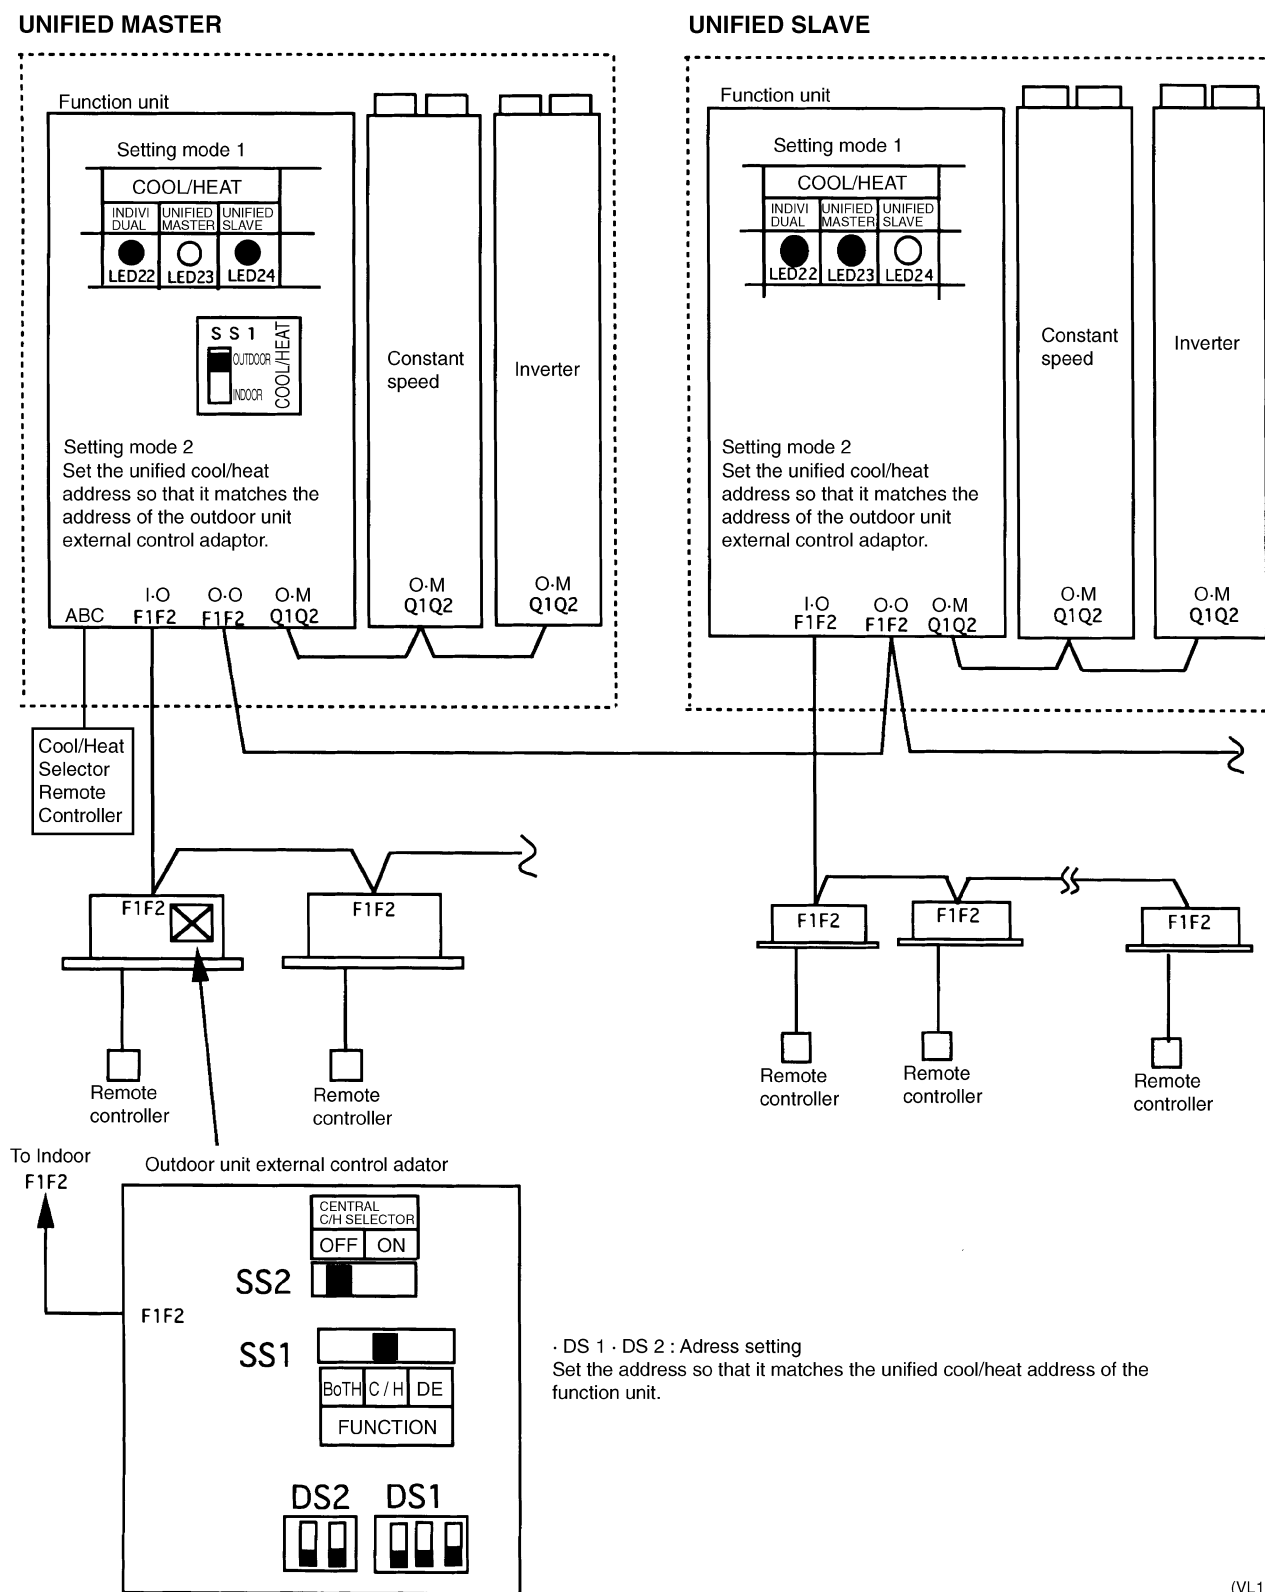 UNIFIED MASTER
Function unit
Setting mode 1
COOL/HEAT
INDIVI
DUAL
UNIFIED
MASTER
UNIFIED
SLAVE
LED22
LED23
LED24
S S 1
OUTDOOR
INDOOR
COOL/HEAT
Setting mode 2
Set the unified cool/heat
address so that it matches the
address of the outdoor unit
external control adaptor.
ABC
I·O
F1F2
O·O
F1F2
O·M
Q1Q2
Constant
speed
O·M
Q1Q2
Inverter
O·M
Q1Q2
Cool/Heat
Selector
Remote
Controller
F1F2
F1F2
Remote
controller
Remote
controller
UNIFIED SLAVE
Function unit
Setting mode 1
COOL/HEAT
INDIVI
DUAL
UNIFIED
MASTER
UNIFIED
SLAVE
LED22
LED23
LED24
Setting mode 2
Set the unified cool/heat
address so that it matches the
address of the outdoor unit
external control adaptor.
I·O
F1F2
O·O
F1F2
O·M
Q1Q2
Constant
speed
O·M
Q1Q2
Inverter
O·M
Q1Q2
F1F2
F1F2
F1F2
Remote
controller
Remote
controller
Remote
controller
To Indoor
F1F2
Outdoor unit external control adator
CENTRAL
C/H SELECTOR
OFF ON
SS2
F1F2
SS1
BoTH C / H DE
FUNCTION
DS2 DS1
· DS 1 · DS 2 : Adress setting
Set the address so that it matches the unified cool/heat address of the
function unit.
(VL1